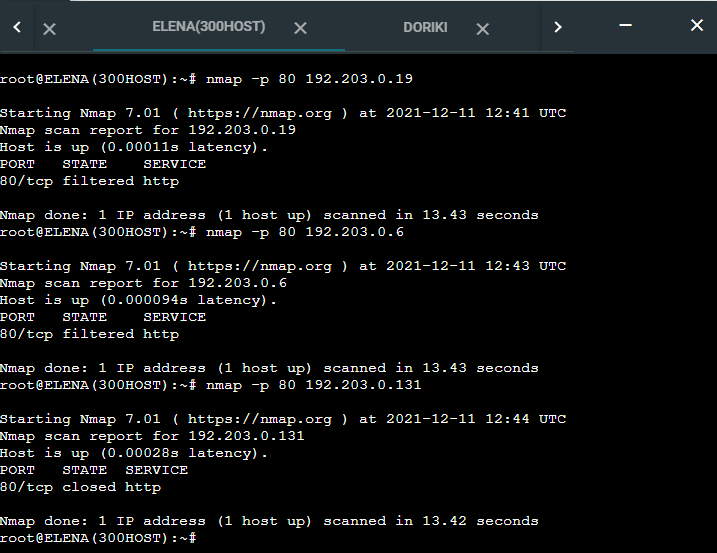 ELENA(300HOST)
DORIKI
root@ELENA(300HOST):~# nmap -p 80 192.203.0.19
Starting Nmap 7.01 ( https://nmap.org ) at 2021-12-11 12:41 UTC
Nmap scan report for 192.203.0.19
Host is up (0.00011s latency).
PORT   STATE    SERVICE
80/tcp filtered http
Nmap done: 1 IP address (1 host up) scanned in 13.43 seconds
root@ELENA(300HOST):~# nmap -p 80 192.203.0.6
Starting Nmap 7.01 ( https://nmap.org ) at 2021-12-11 12:43 UTC
Nmap scan report for 192.203.0.6
Host is up (0.000094s latency).
PORT   STATE    SERVICE
80/tcp filtered http
Nmap done: 1 IP address (1 host up) scanned in 13.43 seconds
root@ELENA(300HOST):~# nmap -p 80 192.203.0.131
Starting Nmap 7.01 ( https://nmap.org ) at 2021-12-11 12:44 UTC
Nmap scan report for 192.203.0.131
Host is up (0.00028s latency).
PORT   STATE  SERVICE
80/tcp closed http
Nmap done: 1 IP address (1 host up) scanned in 13.42 seconds
root@ELENA(300HOST):~#